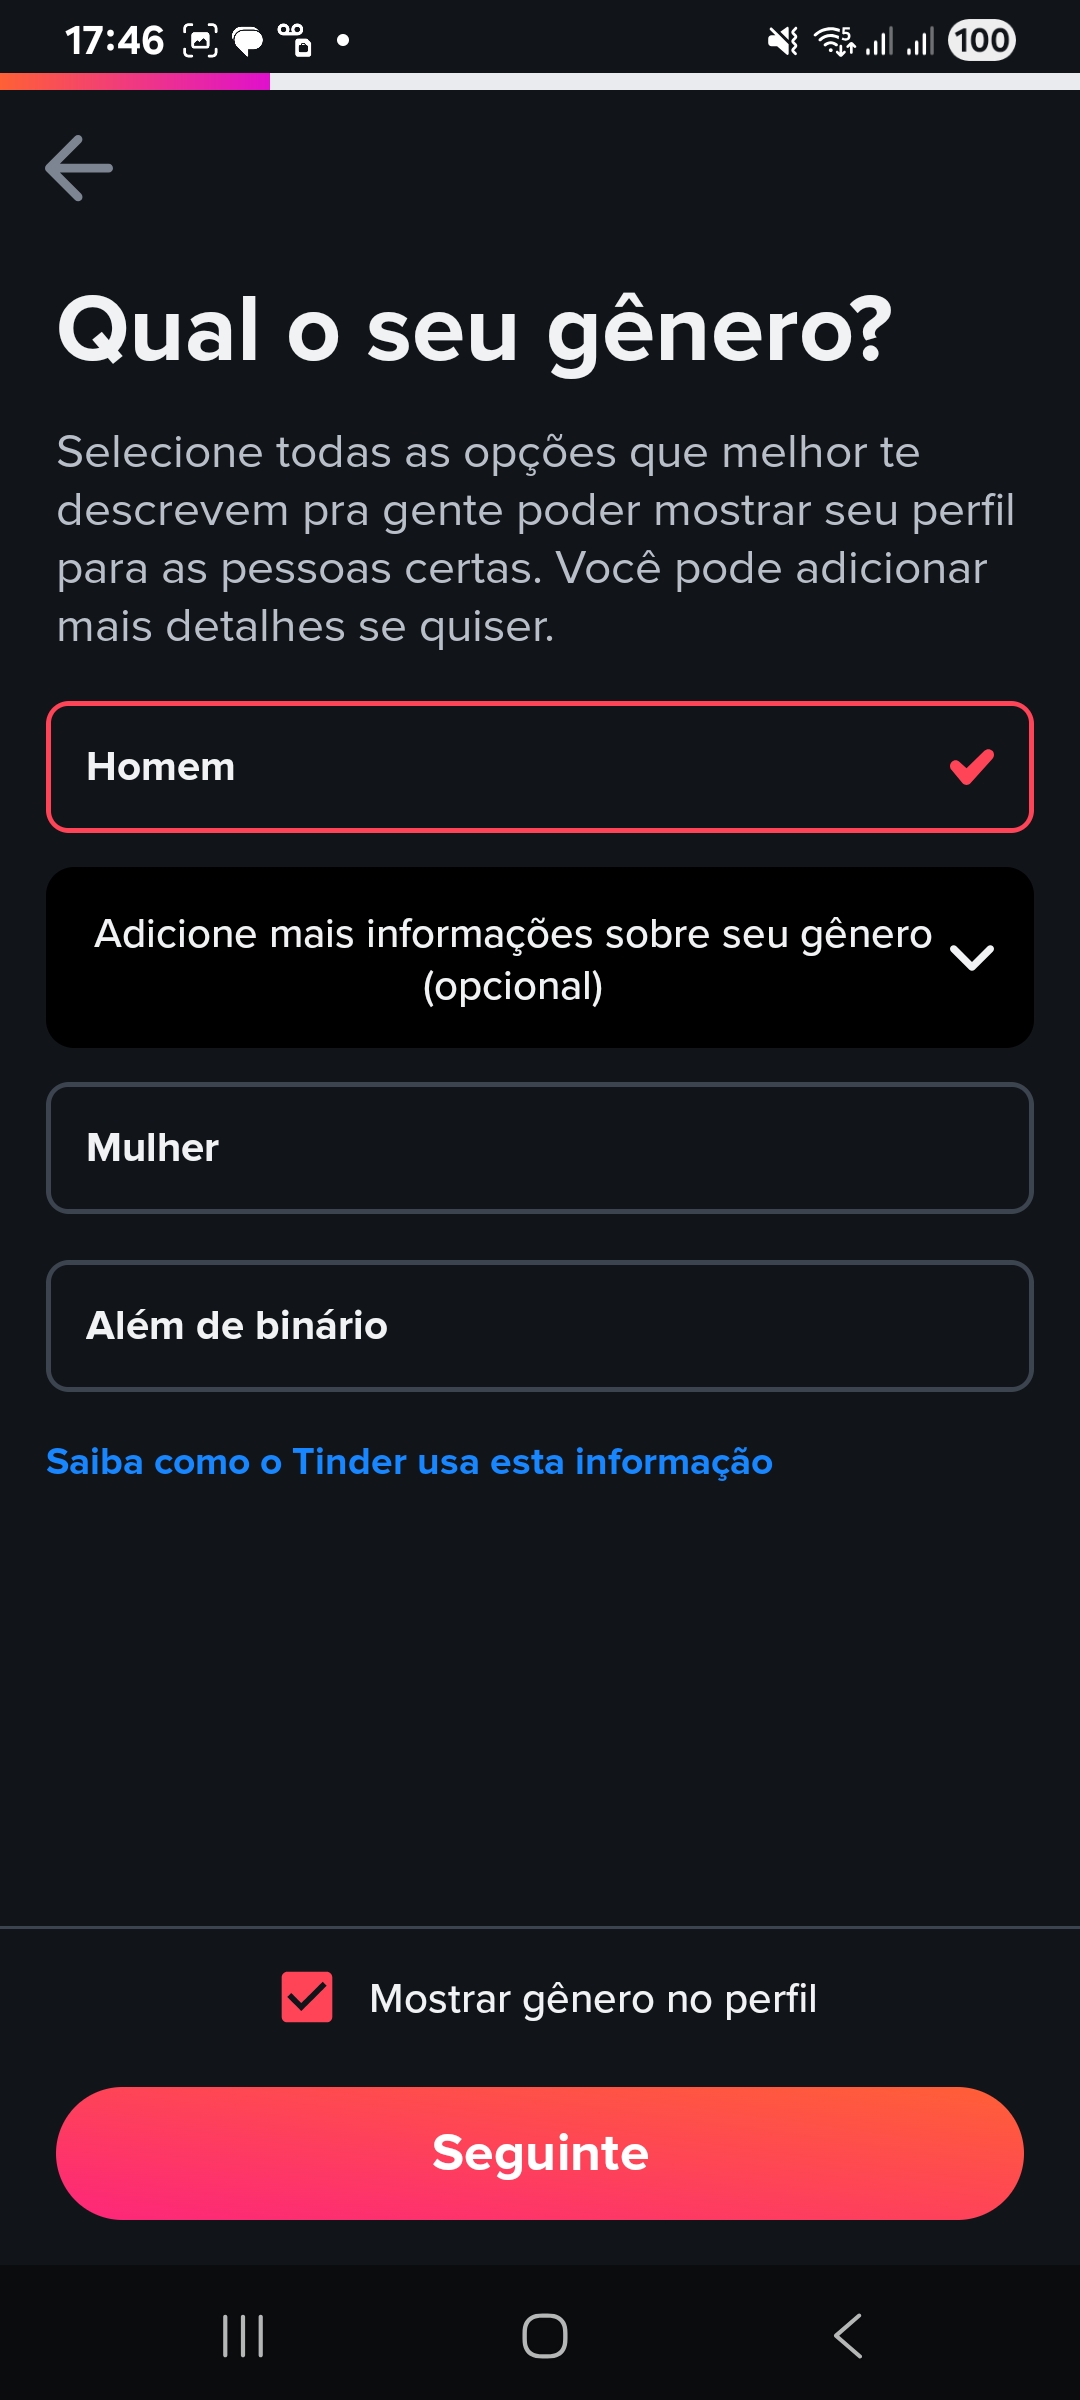 17:46
5
100
Qual o seu gênero?
Selecione todas as opções que melhor te
descrevem pra gente poder mostrar seu perfil
para as pessoas certas. Você pode adicionar
mais detalhes se quiser.
Homem
Adicione mais informações sobre seu gênero
(opcional)
Mulher
Além de binário
Saiba como o Tinder usa esta informação
Mostrar gênero no perfil
Seguinte